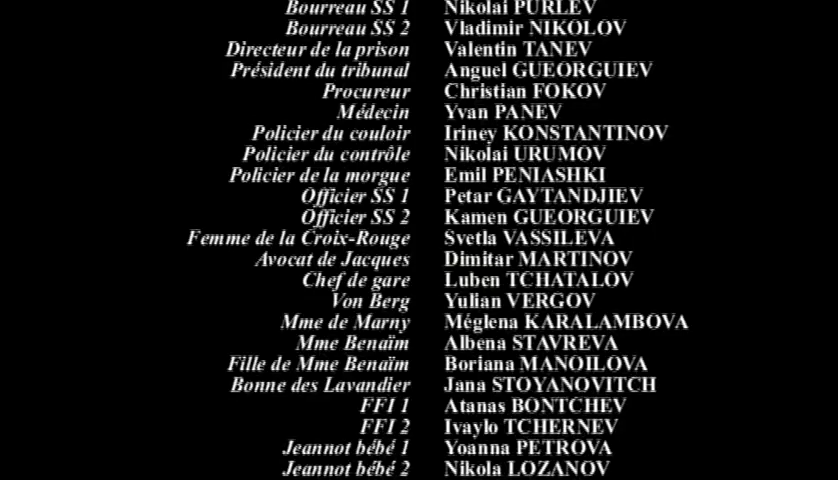 Bourreau SS 1 Nikolai PURLEV
Bourreau SS 2 Vladimir NIKOLOV
Directeur de la prison Valentin TANEV
Président du tribunal Anguel GUEORGUIEV
Procureur Christian FOKOV
Médecin Yvan PANEV
Policier du couloir Iriney KONSTANTINOV
Policier du contrôle Nikolai URUMOV
Policier de la morgue Emil PENIASHKI
Officier SS 1 Petar GAYTANDJIEV
Officier SS 2 Kamen GUEORGUIEV
Femme de la Croix-Rouge Svetla VASSILEVA
Avocat de Jacques Dimitar MARTINOV
Chef de gare Luben TCHATALOV
Von Berg Yulian VERGOV
Mme de Marny Méglena KARALAMBOVA
Mme Benaïm Albena STAVREVA
Fille de Mme Benaïm Boriana MANOILOVA
Bonne des Lavandier Jana STOYANOVITCH
FFI 1 Atanas BONTCHEV
FFI 2 Ivaylo TCHERNEV
Jeannot bébé 1 Yoanna PETROVA
Jeannot bébé 2 Nikola LOZANOV